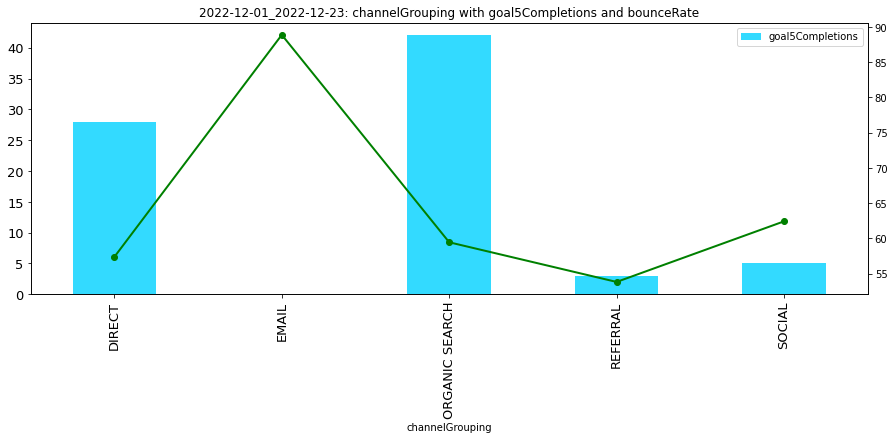 2022-12-01_2022-12-23: channelGrouping with goal5Completions and bounceRate
goal5Completions
40
35
30
25
20
15
10
5
0
90
85
80
75
70
65
60
55
DIRECT
EMAIL
ORGANIC SEARCH
REFERRAL
SOCIAL
channelGrouping